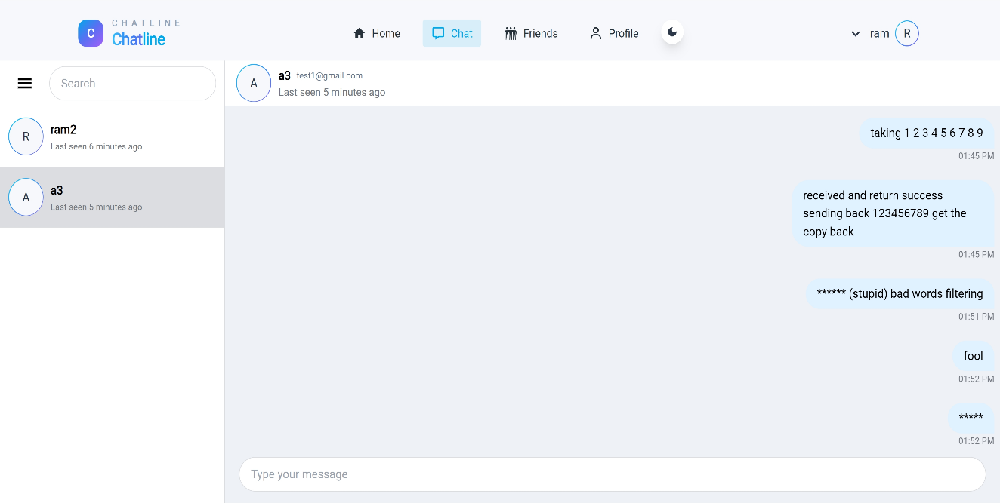 C
CHATLINE
Chatline
Home
Chat
Friends
Profile
ram
R
Search
R
ram2
Last seen 6 minutes ago
A
a3
Last seen 5 minutes ago
A
a3 test1@gmail.com
Last seen 5 minutes ago
taking 1 2 3 4 5 6 7 8 9
01:45 PM
received and return success
sending back 123456789 get the
copy back
01:45 PM
****** (stupid) bad words filtering
01:51 PM
fool
01:52 PM
*****
01:52 PM
Type your message